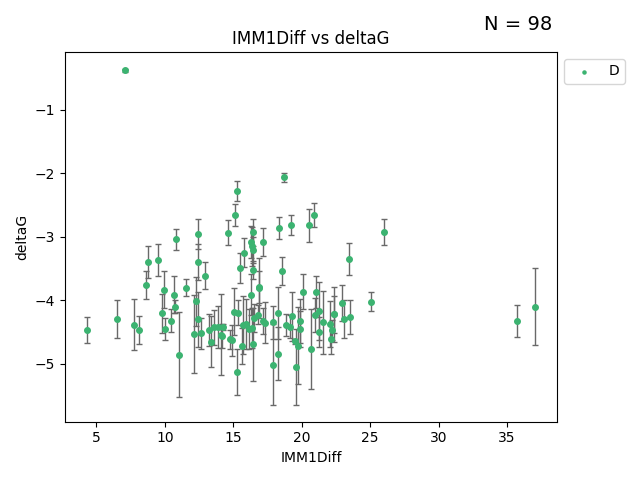 N = 98
IMM1Diff vs deltaG
D
deltaG
−1
−2
−3
−4
−5
5 10 15 20 25 30 35
IMM1Diff